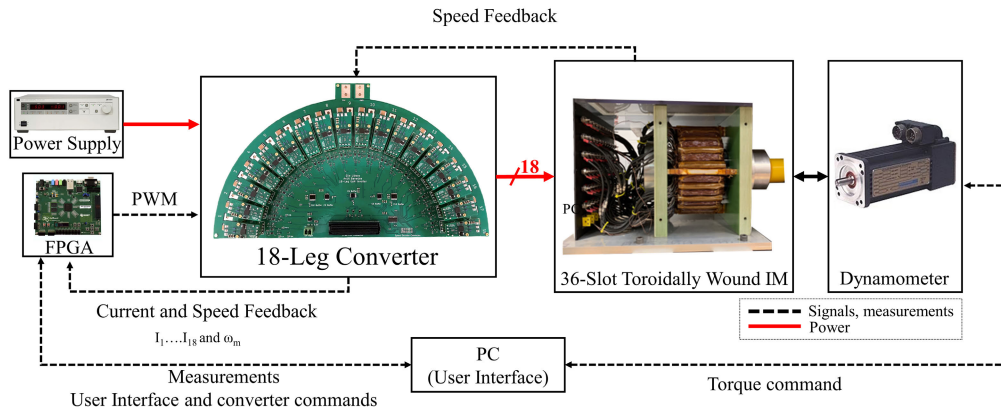 Speed Feedback
Power Supply
PWM
FPGA
18-Leg Converter
18
36-Slot Toroidally Wound IM
Dynamometer
Current and Speed Feedback
I1….I18 and ωm
Signals, measurements
Power
PC
(User Interface)
Measurements
User Interface and converter commands
Torque command